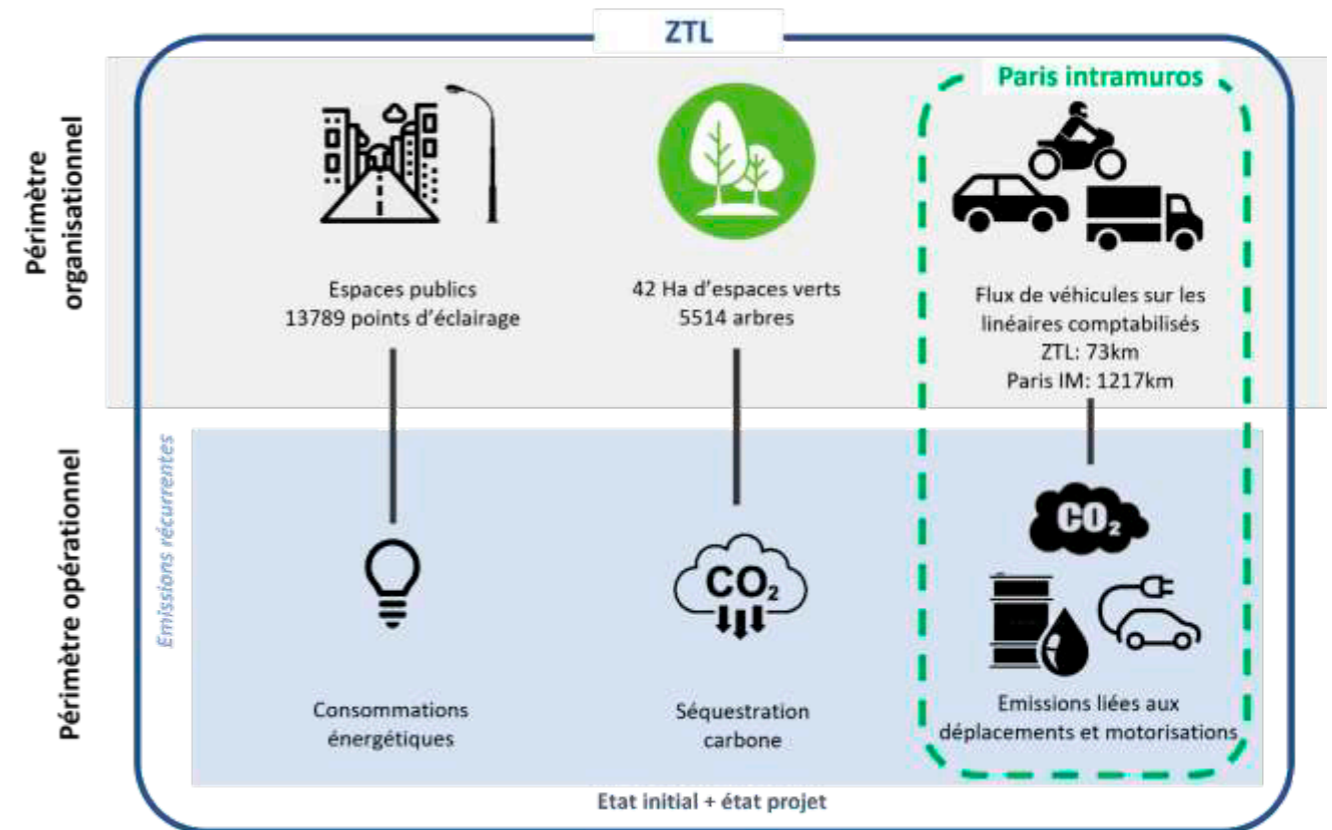 ZTL
Paris intramuros
Périmètre
organisationnel
Espaces publics
13789 points d'éclairage
42 Ha d'espaces verts
5514 arbres
Flux de véhicules sur les
linéaires comptabilisés
ZTL: 73km
Paris IM: 1217km
Périmètre opérationnel
Emissions récurrentes
CO₂
CO₂
Consommations
énergétiques
Séquestration
carbone
Emissions liées aux
déplacements et motorisations
Etat initial + état projet